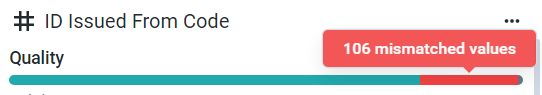 # ID Issued From Code ...
106 mismatched values
Quality